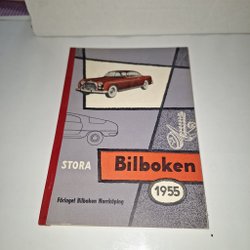 STORA
Bilboken
1955
Förlaget Bilboken Norrköping